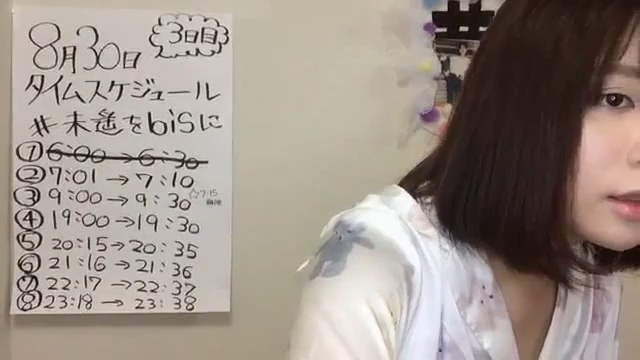 8月30日
3日目
タイムスケジュール
#未遥をbisに
① 6:00→6:30
② 7:01→7:10
③ 9:00→9:30
☆7:15
④ 19:00→19:30
⑤ 20:15→20:35
⑥ 21:16→21:36
⑦ 22:17→22:37
⑧ 23:18→23:38